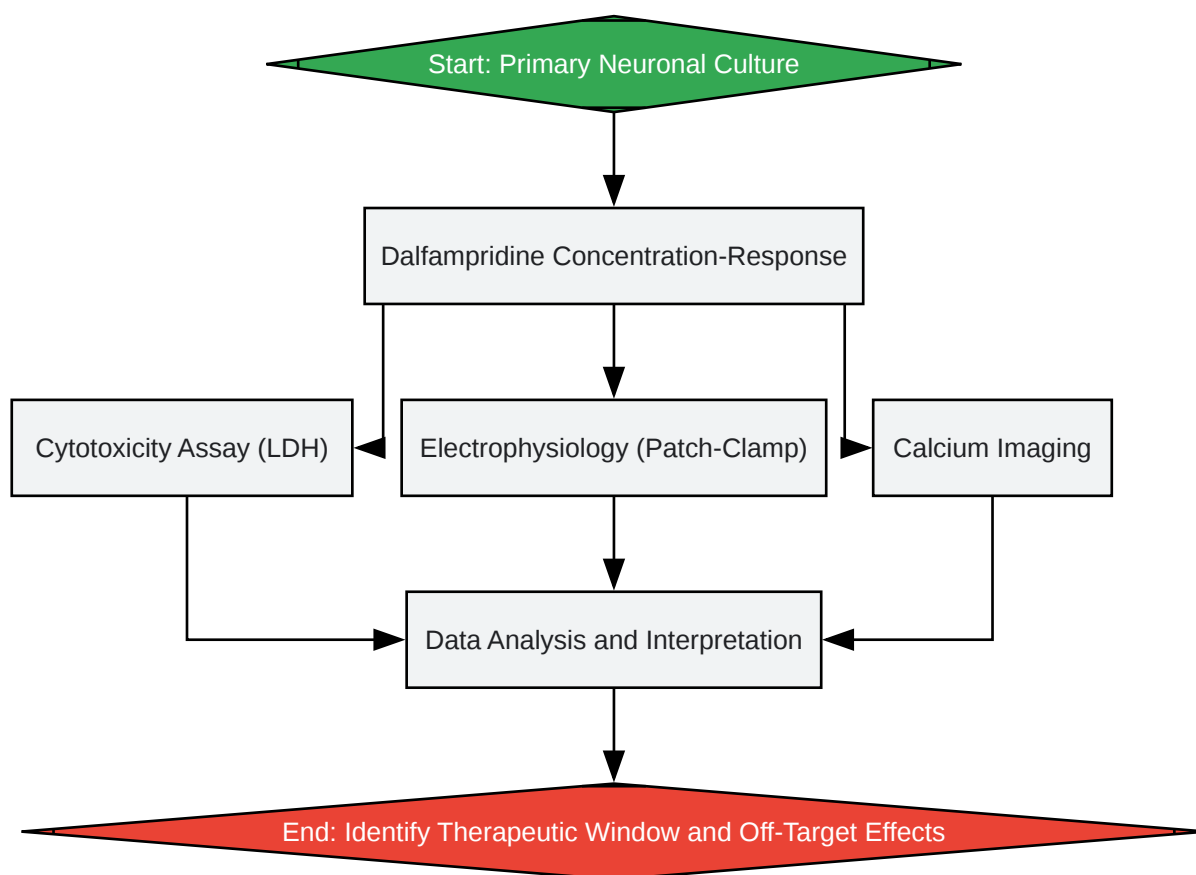 Start: Primary Neuronal Culture
Dalfampridine Concentration-Response
Cytotoxicity Assay (LDH)
Electrophysiology (Patch-Clamp)
Calcium Imaging
Data Analysis and Interpretation
End: Identify Therapeutic Window and Off-Target Effects